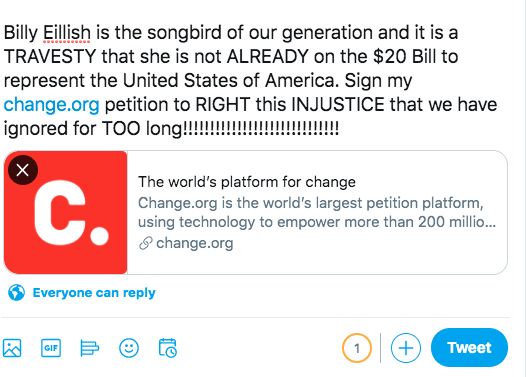 Billy Eillish is the songbird of our generation and it is a
TRAVESTY that she is not ALREADY on the $20 Bill to
represent the United States of America. Sign my
change.org petition to RIGHT this INJUSTICE that we have
ignored for TOO long!!!!!!!!!!!!!!!!!!!!!!!!!!!!!
C.
The world's platform for change
Change.org is the world's largest petition platform,
using technology to empower more than 200 millio...
change.org
Everyone can reply
GIF
1
Tweet